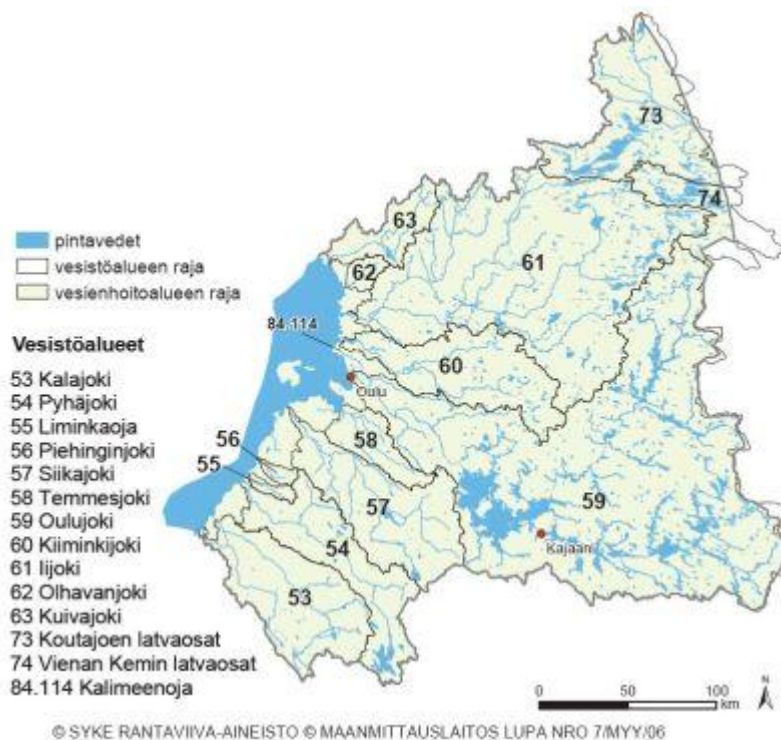 73
74
63
62
61
84.114
60
Oulu
58
56
55
57
59
Kajaani
54
53
pintavedet
vesistöalueen raja
vesienhoitoalueen raja
Vesistöalueet
53 Kalajoki
54 Pyhäjoki
55 Liminkaoja
56 Piehinginjoki
57 Siikajoki
58 Temmesjoki
59 Oulujoki
60 Kiiminkijoki
61 Iijoki
62 Olhavanjoki
63 Kuivajoki
73 Koutajoen latvaosat
74 Vienan Kemin latvaosat
84.114 Kalimeenoja
0 50 100
km
N
© SYKE RANTAVIIVA-AINEISTO © MAANMITTAUSLAITOS LUPA NRO 7/MYY/06